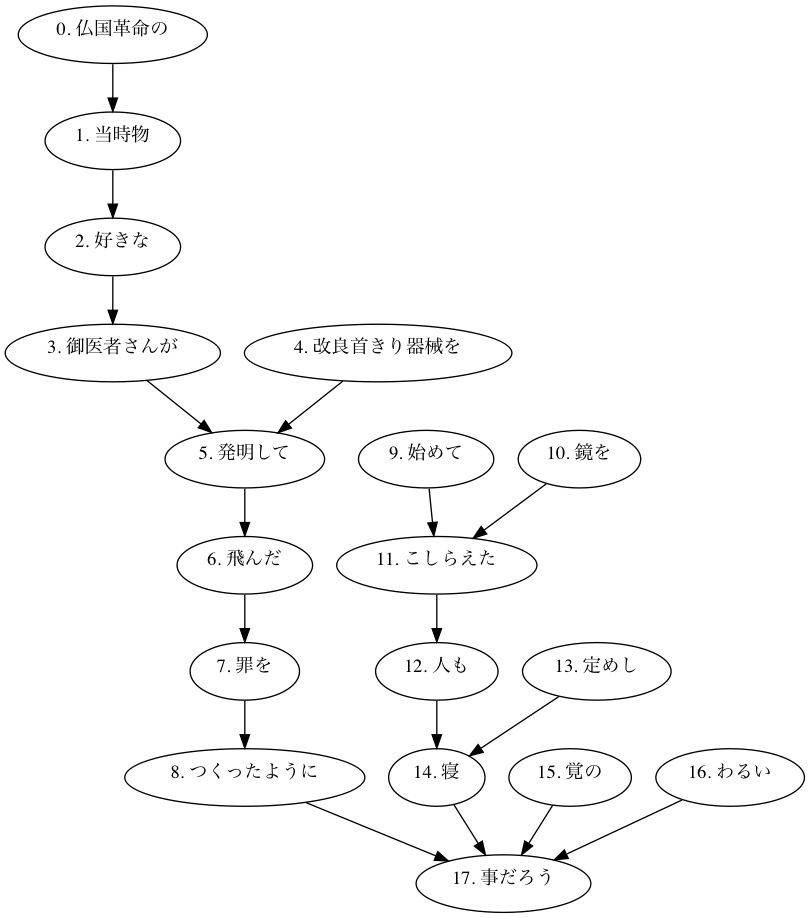 0. 仏国革命の
1. 当時物
2. 好きな
3. 御医者さんが
4. 改良首きり器械を
5. 発明して
9. 始めて
10. 鏡を
6. 飛んだ
11. こしらえた
7. 罪を
12. 人も
13. 定めし
8. つくったように
14. 寝
15. 覚の
16. わるい
17. 事だろう